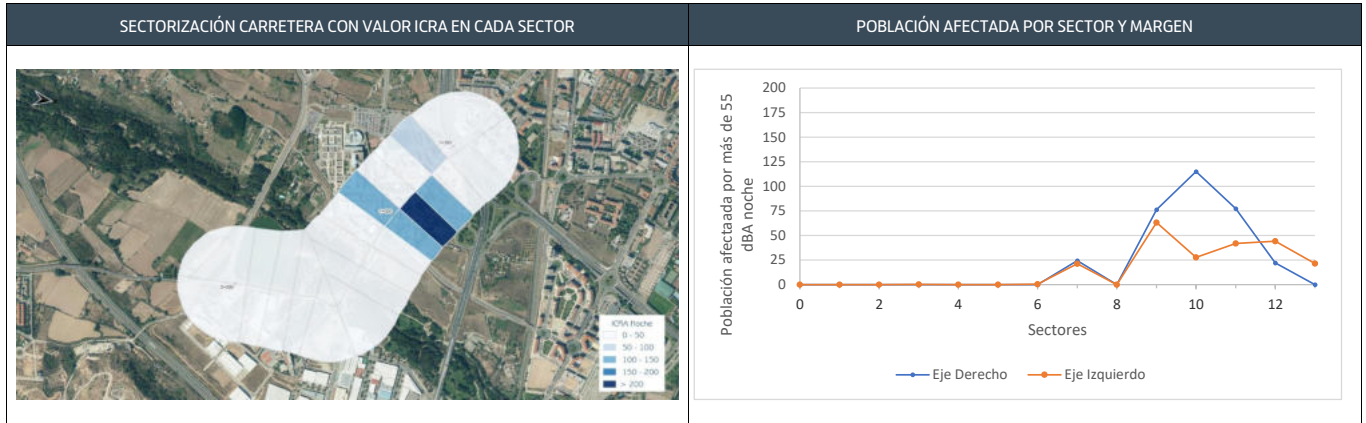 SECTORIZACIÓN CARRETERA CON VALOR ICRA EN CADA SECTOR
POBLACIÓN AFECTADA POR SECTOR Y MARGEN
ICRA Noche
0 - 50
50 - 100
100 - 150
150 - 200
> 200
Población afectada por más de 55
dBA noche
200
175
150
125
100
75
50
25
0
0
2
4
6
8
10
12
Sectores
Eje Derecho
Eje Izquierdo